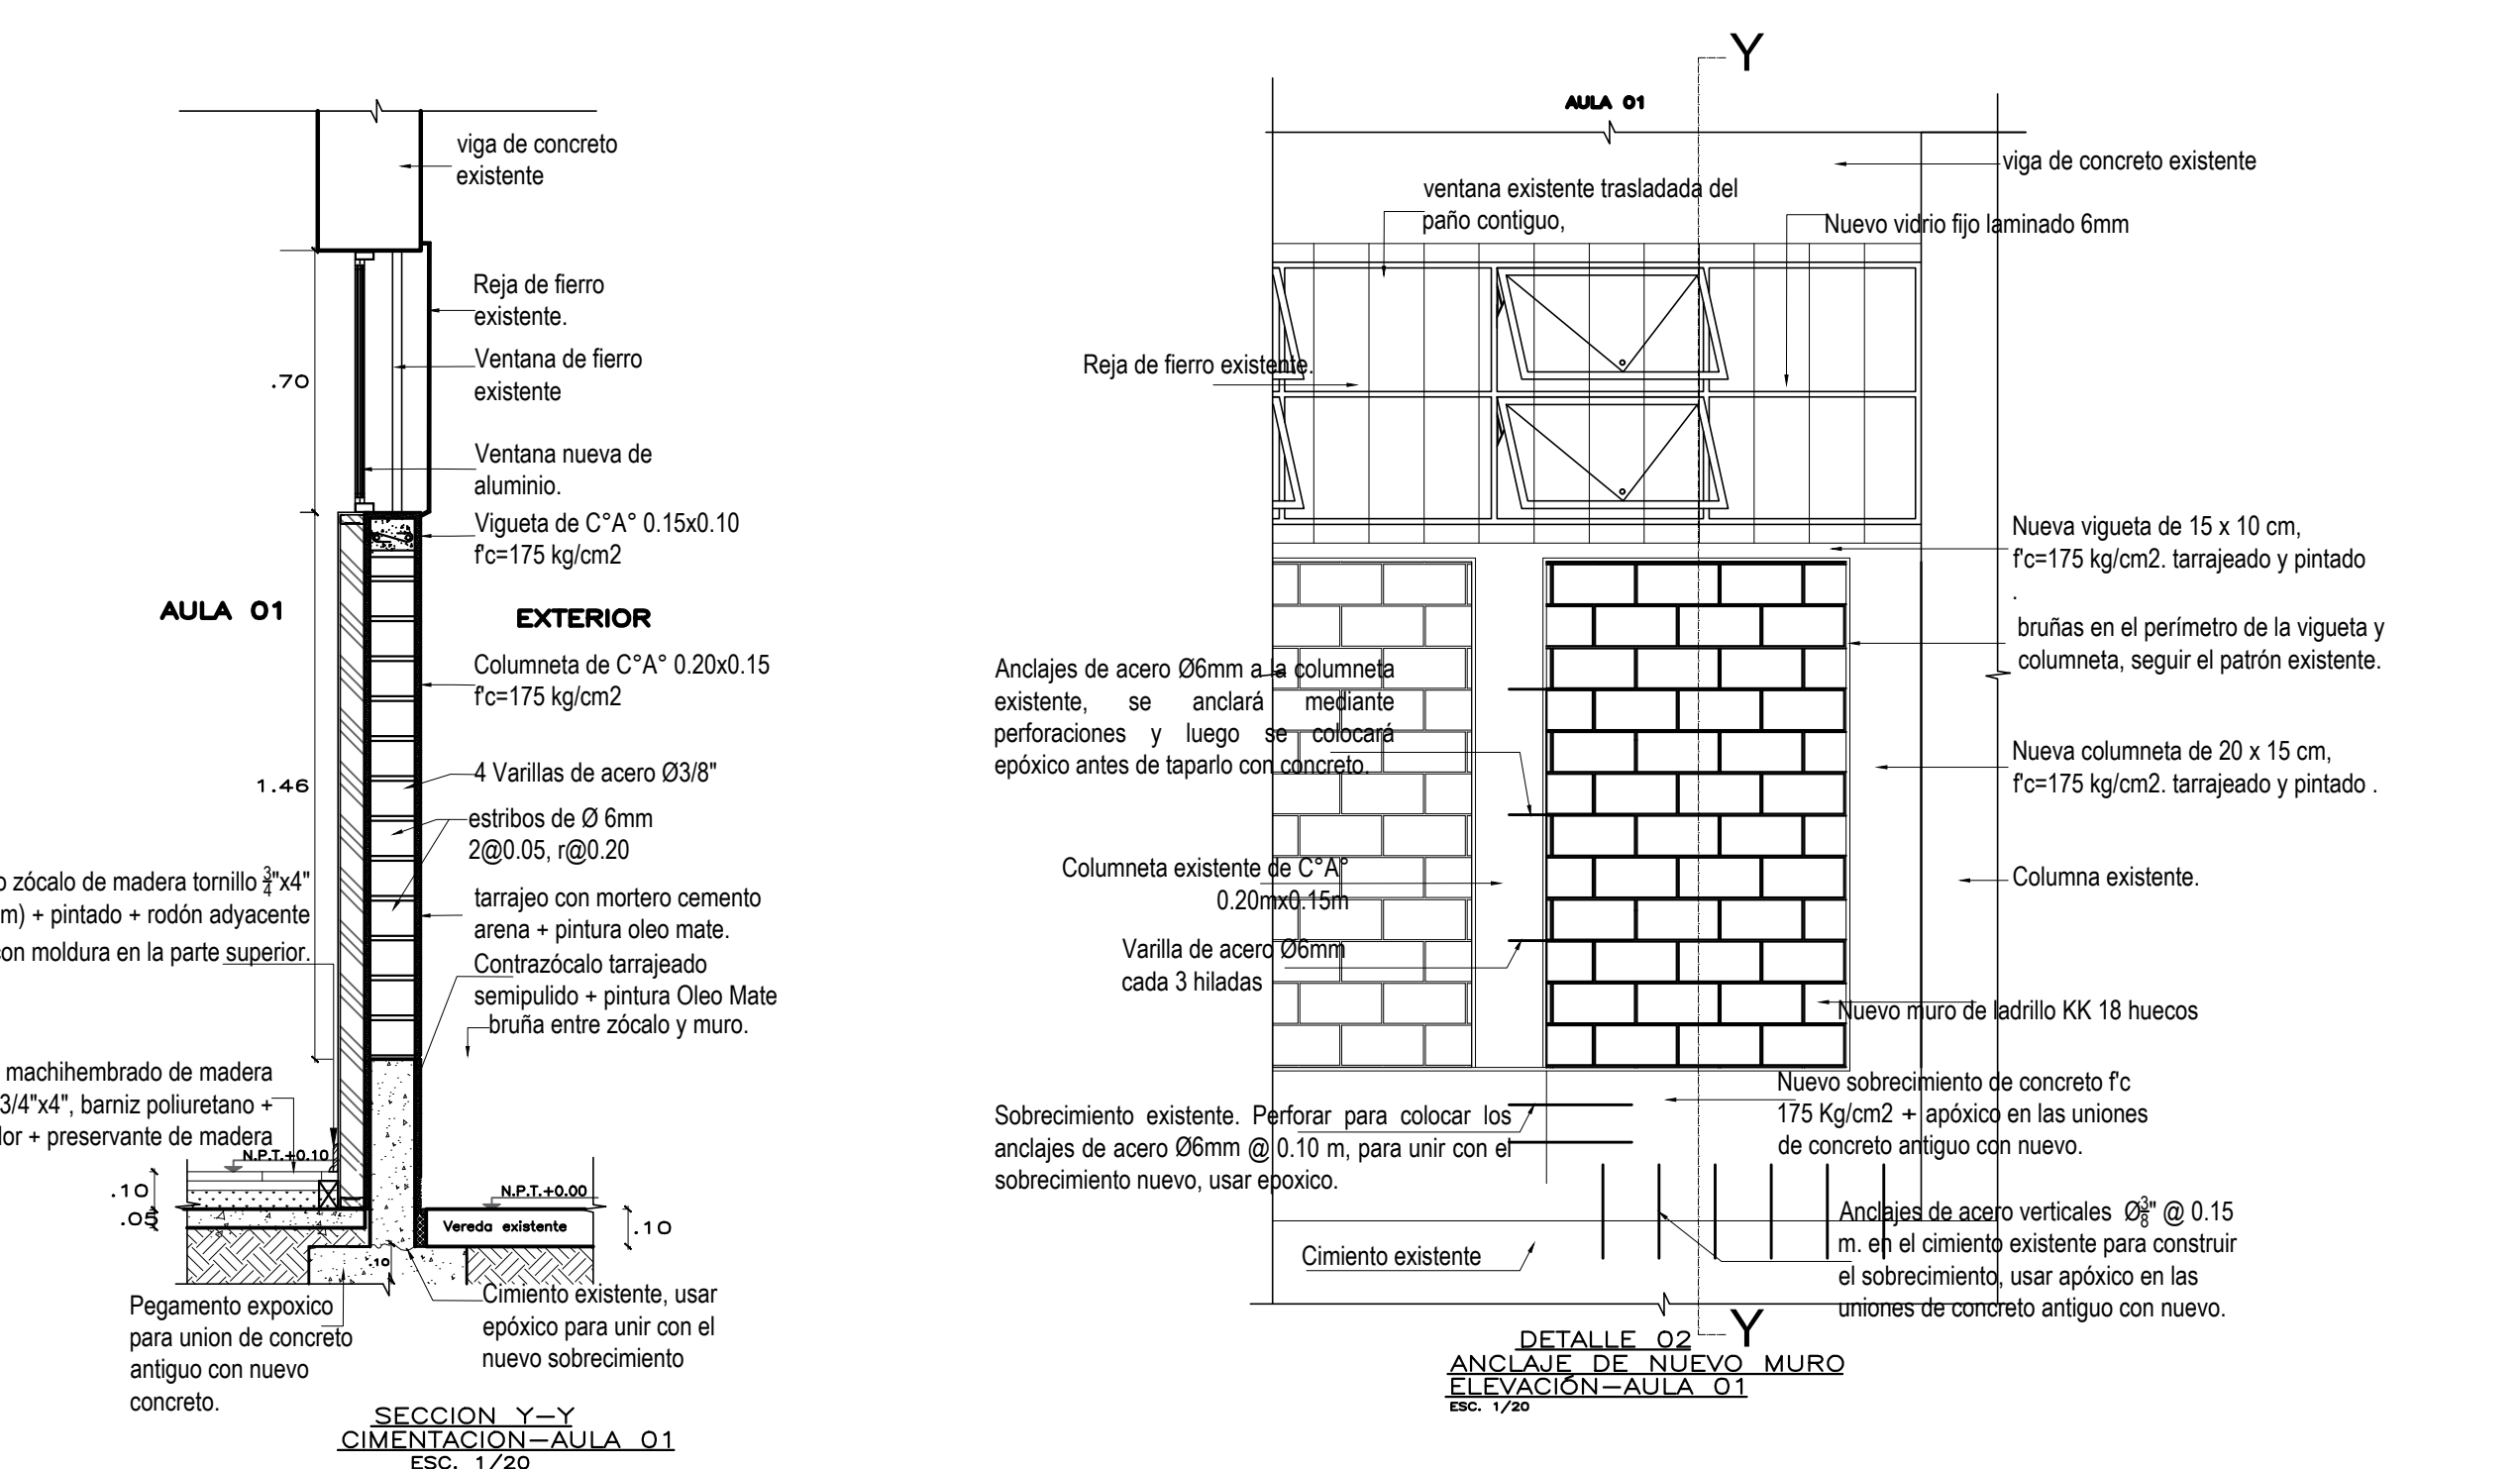 viga de concreto
existente
Reja de fierro
existente.
Ventana de fierro
existente
.70
Ventana nueva de
aluminio.
Vigueta de C°A° 0.15x0.10
f'c=175 kg/cm2
AULA 01
EXTERIOR
Columneta de C°A° 0.20x0.15
f'c=175 kg/cm2
1.46
4 Varillas de acero Ø3/8"
estribos de Ø 6mm
2@0.05, r@0.20
o zócalo de madera tornillo 3/4"x4"
m) + pintado + rodón adyacente
con moldura en la parte superior.
tarrajeo con mortero cemento
arena + pintura oleo mate.
Contrazócalo tarrajeado
semipulido + pintura Oleo Mate
bruña entre zócalo y muro.
machihembrado de madera
3/4"x4", barniz poliuretano +
lor + preservante de madera
N.P.T.+0.10
.10
.05
N.P.T.+0.00
Vereda existente
.10
.10
Pegamento expoxico
para union de concreto
antiguo con nuevo
concreto.
Cimiento existente, usar
epóxico para unir con el
nuevo sobrecimiento
SECCION Y-Y
CIMENTACION-AULA 01
ESC. 1/20
Y
AULA 01
viga de concreto existente
ventana existente trasladada del
paño contiguo,
Nuevo vidrio fijo laminado 6mm
Reja de fierro existente.
Nueva vigueta de 15 x 10 cm,
f'c=175 kg/cm2. tarrajeado y pintado
.
bruñas en el perímetro de la vigueta y
columneta, seguir el patrón existente.
Anclajes de acero Ø6mm a la columneta
existente, se anclará mediante
perforaciones y luego se colocará
epóxico antes de taparlo con concreto.
Nueva columneta de 20 x 15 cm,
f'c=175 kg/cm2. tarrajeado y pintado .
Columneta existente de C°A°
0.20mx0.15m
Columna existente.
Varilla de acero Ø6mm
cada 3 hiladas
Nuevo muro de ladrillo KK 18 huecos
Sobrecimiento existente. Perforar para colocar los
anclajes de acero Ø6mm @ 0.10 m, para unir con el
sobrecimiento nuevo, usar epoxico.
Nuevo sobrecimiento de concreto f'c
175 Kg/cm2 + apóxico en las uniones
de concreto antiguo con nuevo.
Cimiento existente
Anclajes de acero verticales Ø3/8" @ 0.15
m. en el cimiento existente para construir
el sobrecimiento, usar apóxico en las
uniones de concreto antiguo con nuevo.
Y
DETALLE 02
ANCLAJE DE NUEVO MURO
ELEVACIÓN-AULA 01
ESC. 1/20